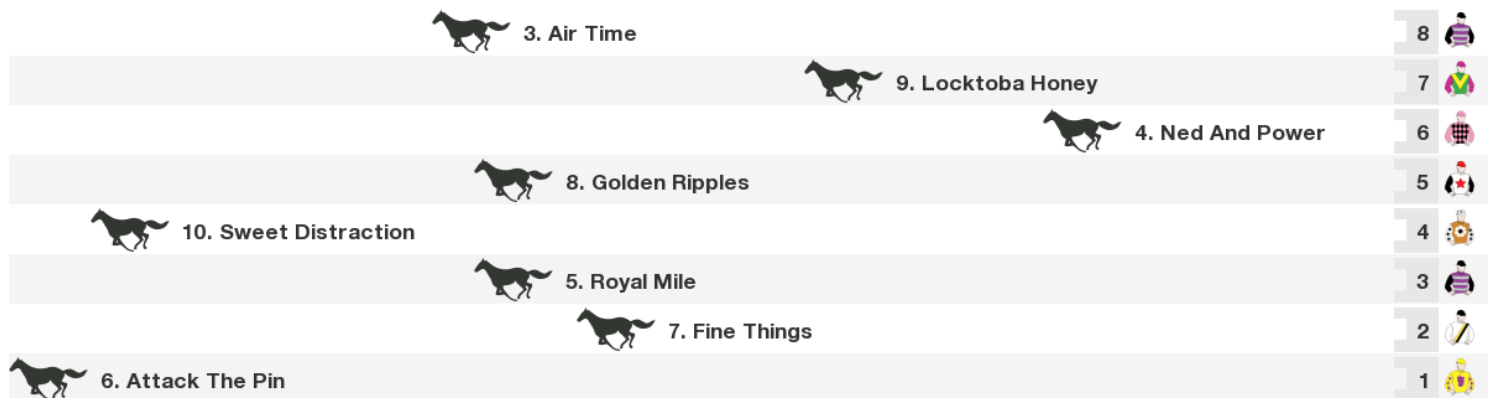 3. Air Time 8
9. Locktoba Honey 7
4. Ned And Power 6
8. Golden Ripples 5
10. Sweet Distraction 4
5. Royal Mile 3
7. Fine Things 2
6. Attack The Pin 1